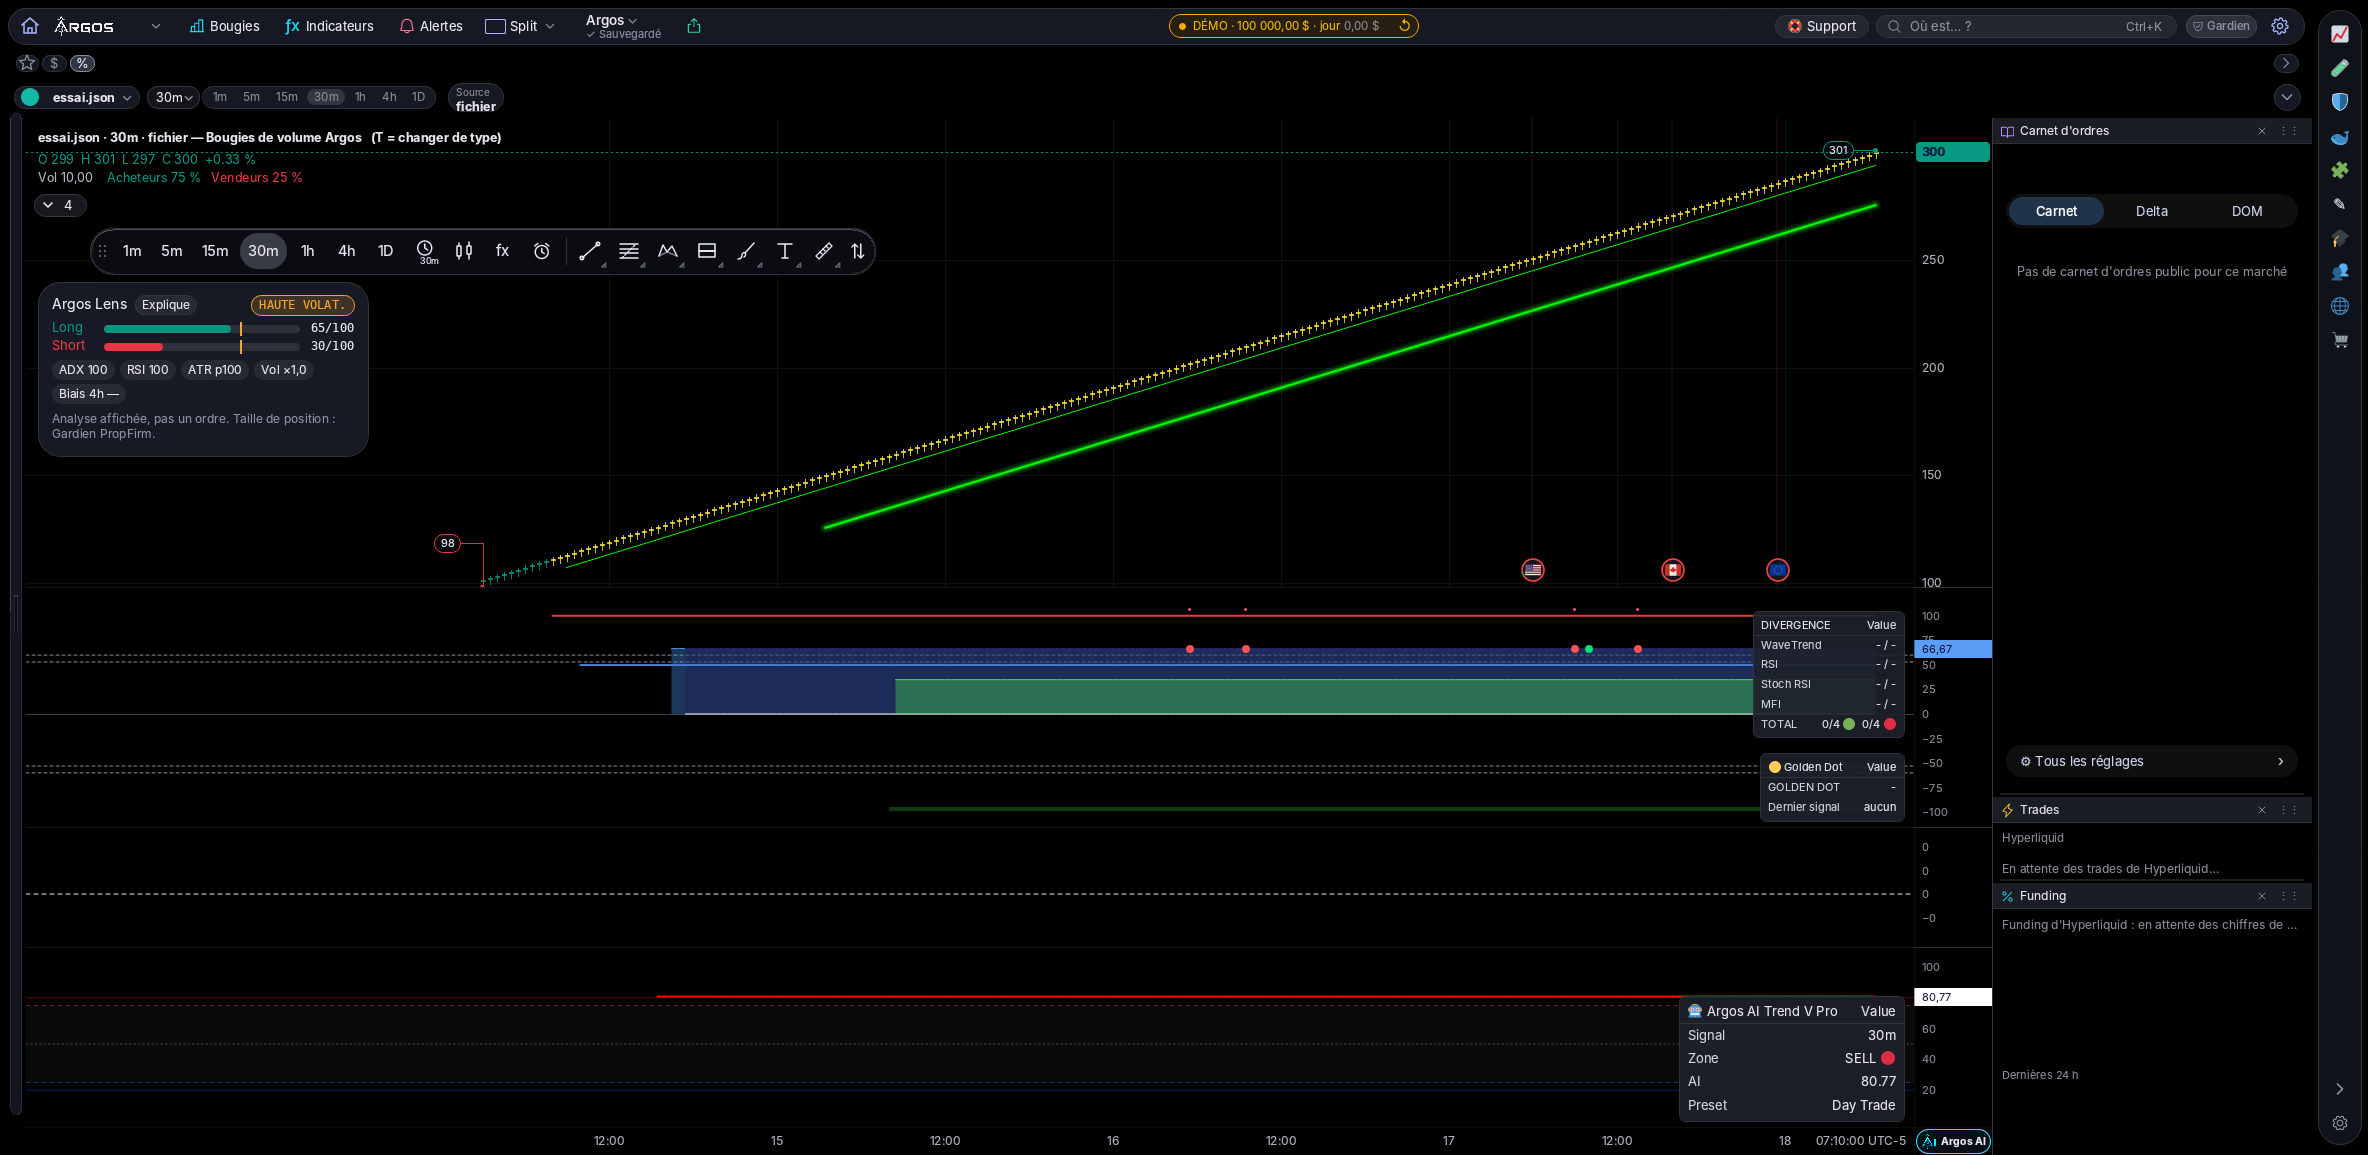 ARGOS
Bougies
fx Indicateurs
Alertes
Split
Argos
✓ Sauvegardé
DÉMO · 100 000,00 $ · jour 0,00 $
Support
Où est... ?
Ctrl+K
Gardien
$
%
essai.json
30m
1m 5m 15m 30m 1h 4h 1D
Source
fichier
essai.json · 30m · fichier — Bougies de volume Argos (T = changer de type)
O 299 H 301 L 297 C 300 +0.33 %
Vol 10,00 Acheteurs 75 % Vendeurs 25 %
4
1m 5m 15m 30m 1h 4h 1D 30m fx T
Argos Lens Explique HAUTE VOLAT.
Long 65/100
Short 30/100
ADX 100 RSI 100 ATR p100 Vol ×1,0
Biais 4h —
Analyse affichée, pas un ordre. Taille de position :
Gardien PropFirm.
98
301
300
250
200
150
100
100
75
66,67
50
25
0
−25
−50
−75
−100
DIVERGENCE Value
WaveTrend - / -
RSI - / -
Stoch RSI - / -
MFI - / -
TOTAL 0/4 0/4
Golden Dot Value
GOLDEN DOT -
Dernier signal aucun
0
0
0
−0
100
80,77
60
40
20
Argos AI Trend V Pro Value
Signal 30m
Zone SELL
AI 80.77
Preset Day Trade
12:00 15 12:00 16 12:00 17 12:00 18 07:10:00 UTC-5
Argos AI
Carnet d'ordres
Carnet Delta DOM
Pas de carnet d'ordres public pour ce marché
Tous les réglages
Trades
Hyperliquid
En attente des trades de Hyperliquid...
Funding
Funding d'Hyperliquid : en attente des chiffres de ...
Dernières 24 h